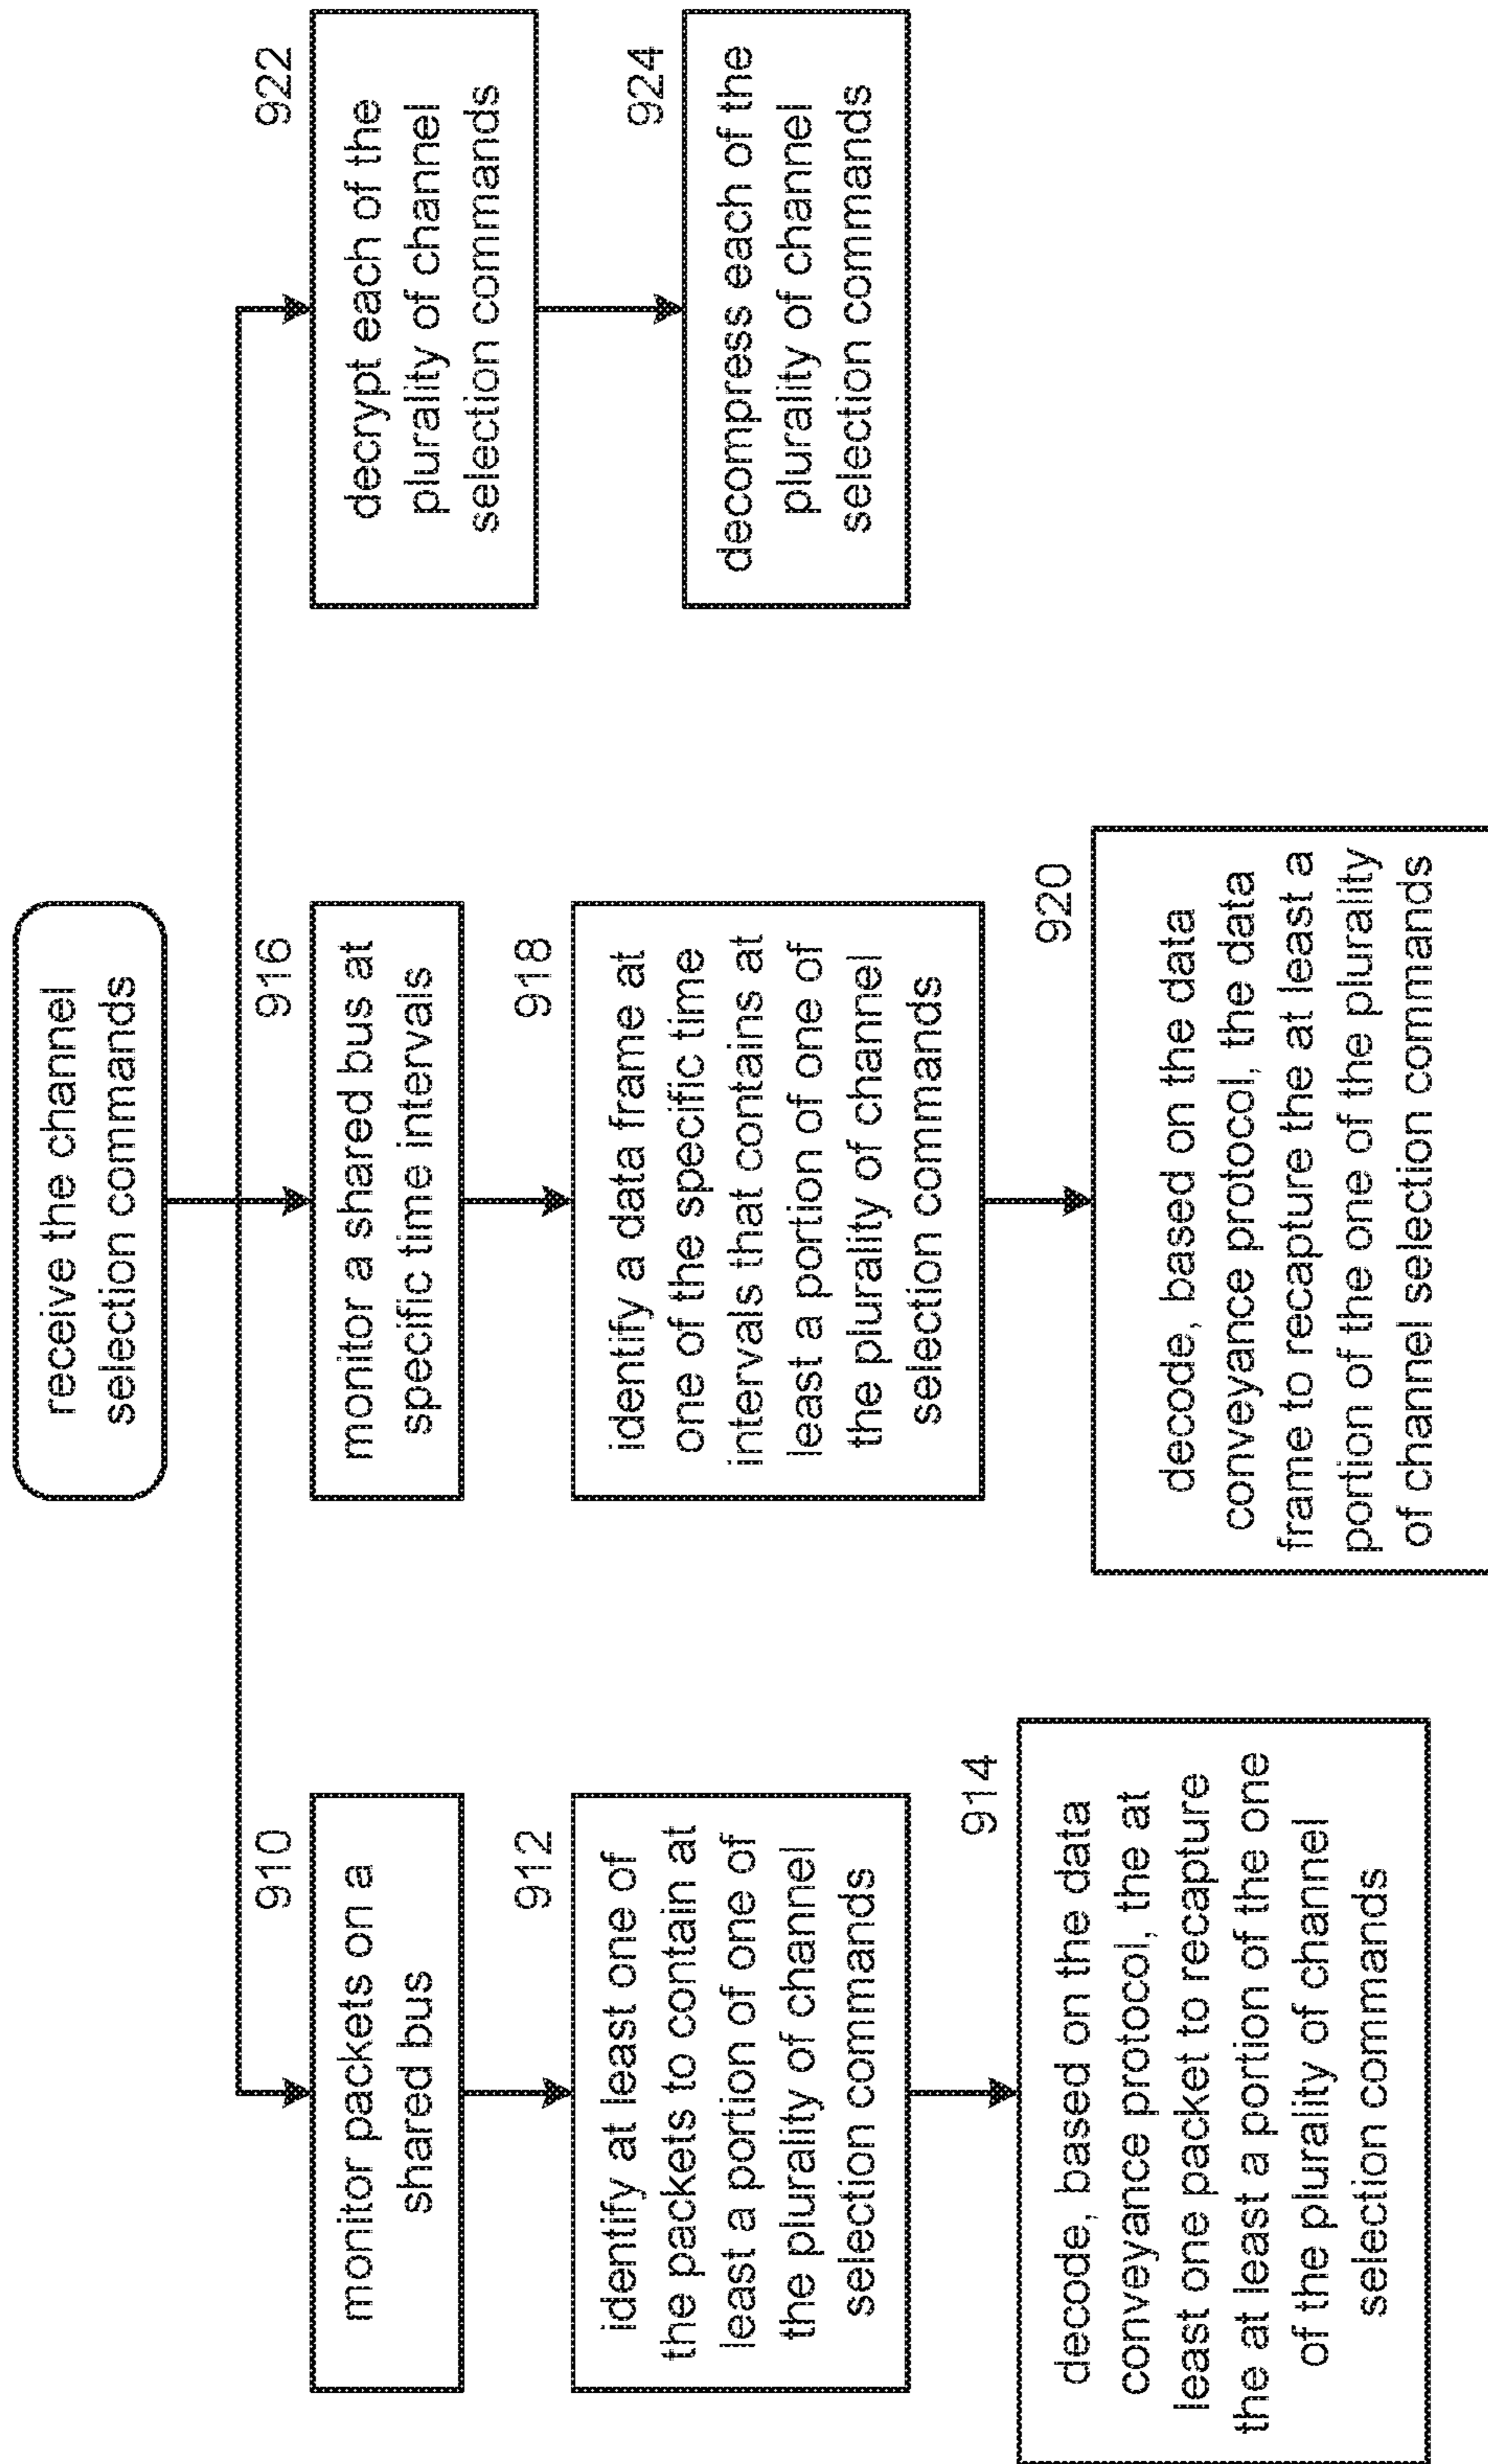 receive the channel
selection commands
910
monitor packets on a
shared bus
912
identify at least one of
the packets to contain at
least a portion of one of
the plurality of channel
selection commands
914
decode, based on the data
conveyance protocol, the at
least one packet to recapture
the at least a portion of the one
of the plurality of channel
selection commands
916
monitor a shared bus at
specific time intervals
918
identify a data frame at
one of the specific time
intervals that contains at
least a portion of one of
the plurality of channel
selection commands
920
decode, based on the data
conveyance protocol, the data
frame to recapture the at least a
portion of the one of the plurality
of channel selection commands
922
decrypt each of the
plurality of channel
selection commands
924
decompress each of the
plurality of channel
selection commands